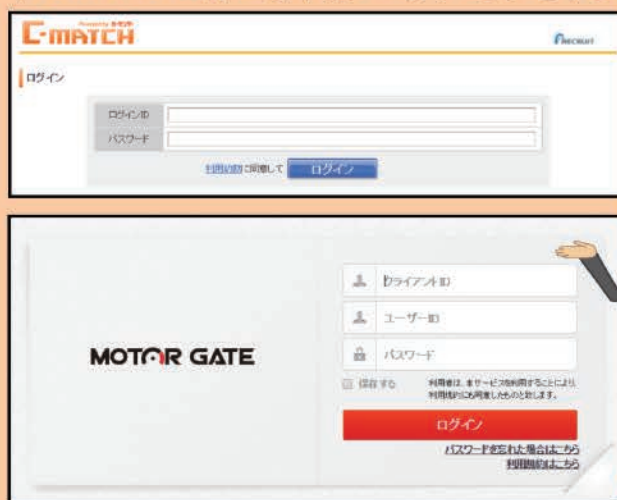 C-MATCH
RECRUIT
ログイン
ログインID
パスワード
利用規約に同意して ログイン
クライアントID
ユーザーID
MOTOR GATE
パスワード
保存する
利用者は、本サービスを利用することにより、
利用規約にも同意したものと致します。
ログイン
パスワードを忘れた場合はこちら
利用規約はこちら